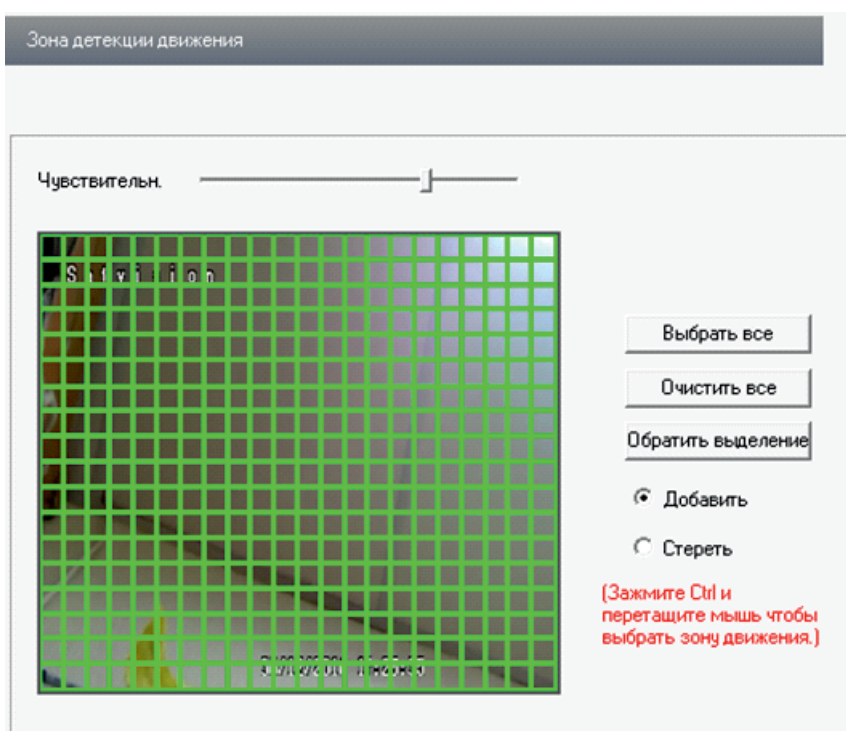 Зона детекции движения
Чувствительн.
Выбрать все
Очистить все
Обратить выделение
Добавить
Стереть
(Зажмите Ctrl и
перетащите мышь чтобы
выбрать зону движения.)